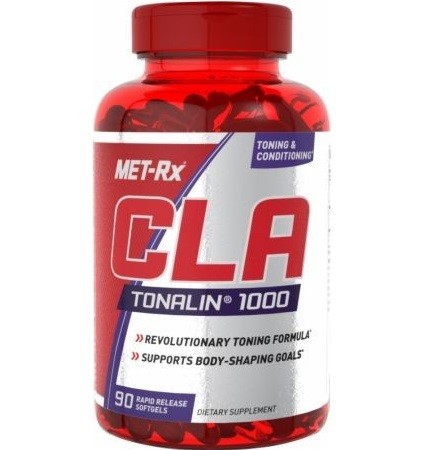 TONING &
CONDITIONING*
MET-Rx®
CLA
TONALIN® 1000
»REVOLUTIONARY TONING FORMULA*
»SUPPORTS BODY-SHAPING GOALS*
90 RAPID RELEASE
SOFTGELS
DIETARY SUPPLEMENT